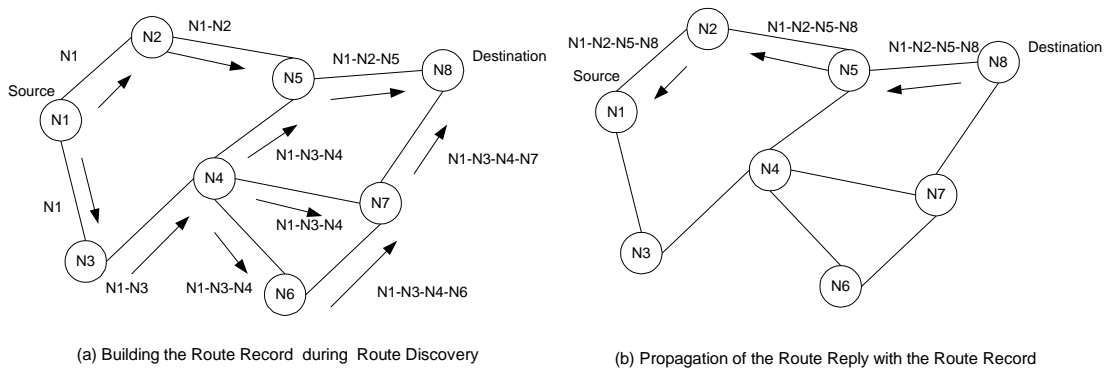 N1-N2
N2
N1
N1-N2-N5
Destination
N5
N8
Source
N1
N1-N3-N4
N1-N3-N4-N7
N4
N1
N7
N1-N3-N4
N3
N1-N3
N1-N3-N4
N6
N1-N3-N4-N6
(a) Building the Route Record during Route Discovery
N2
N1-N2-N5-N8
N1-N2-N5-N8
N1-N2-N5-N8
Destination
N5
N8
Source
N1
N4
N7
N3
N6
(b) Propagation of the Route Reply with the Route Record